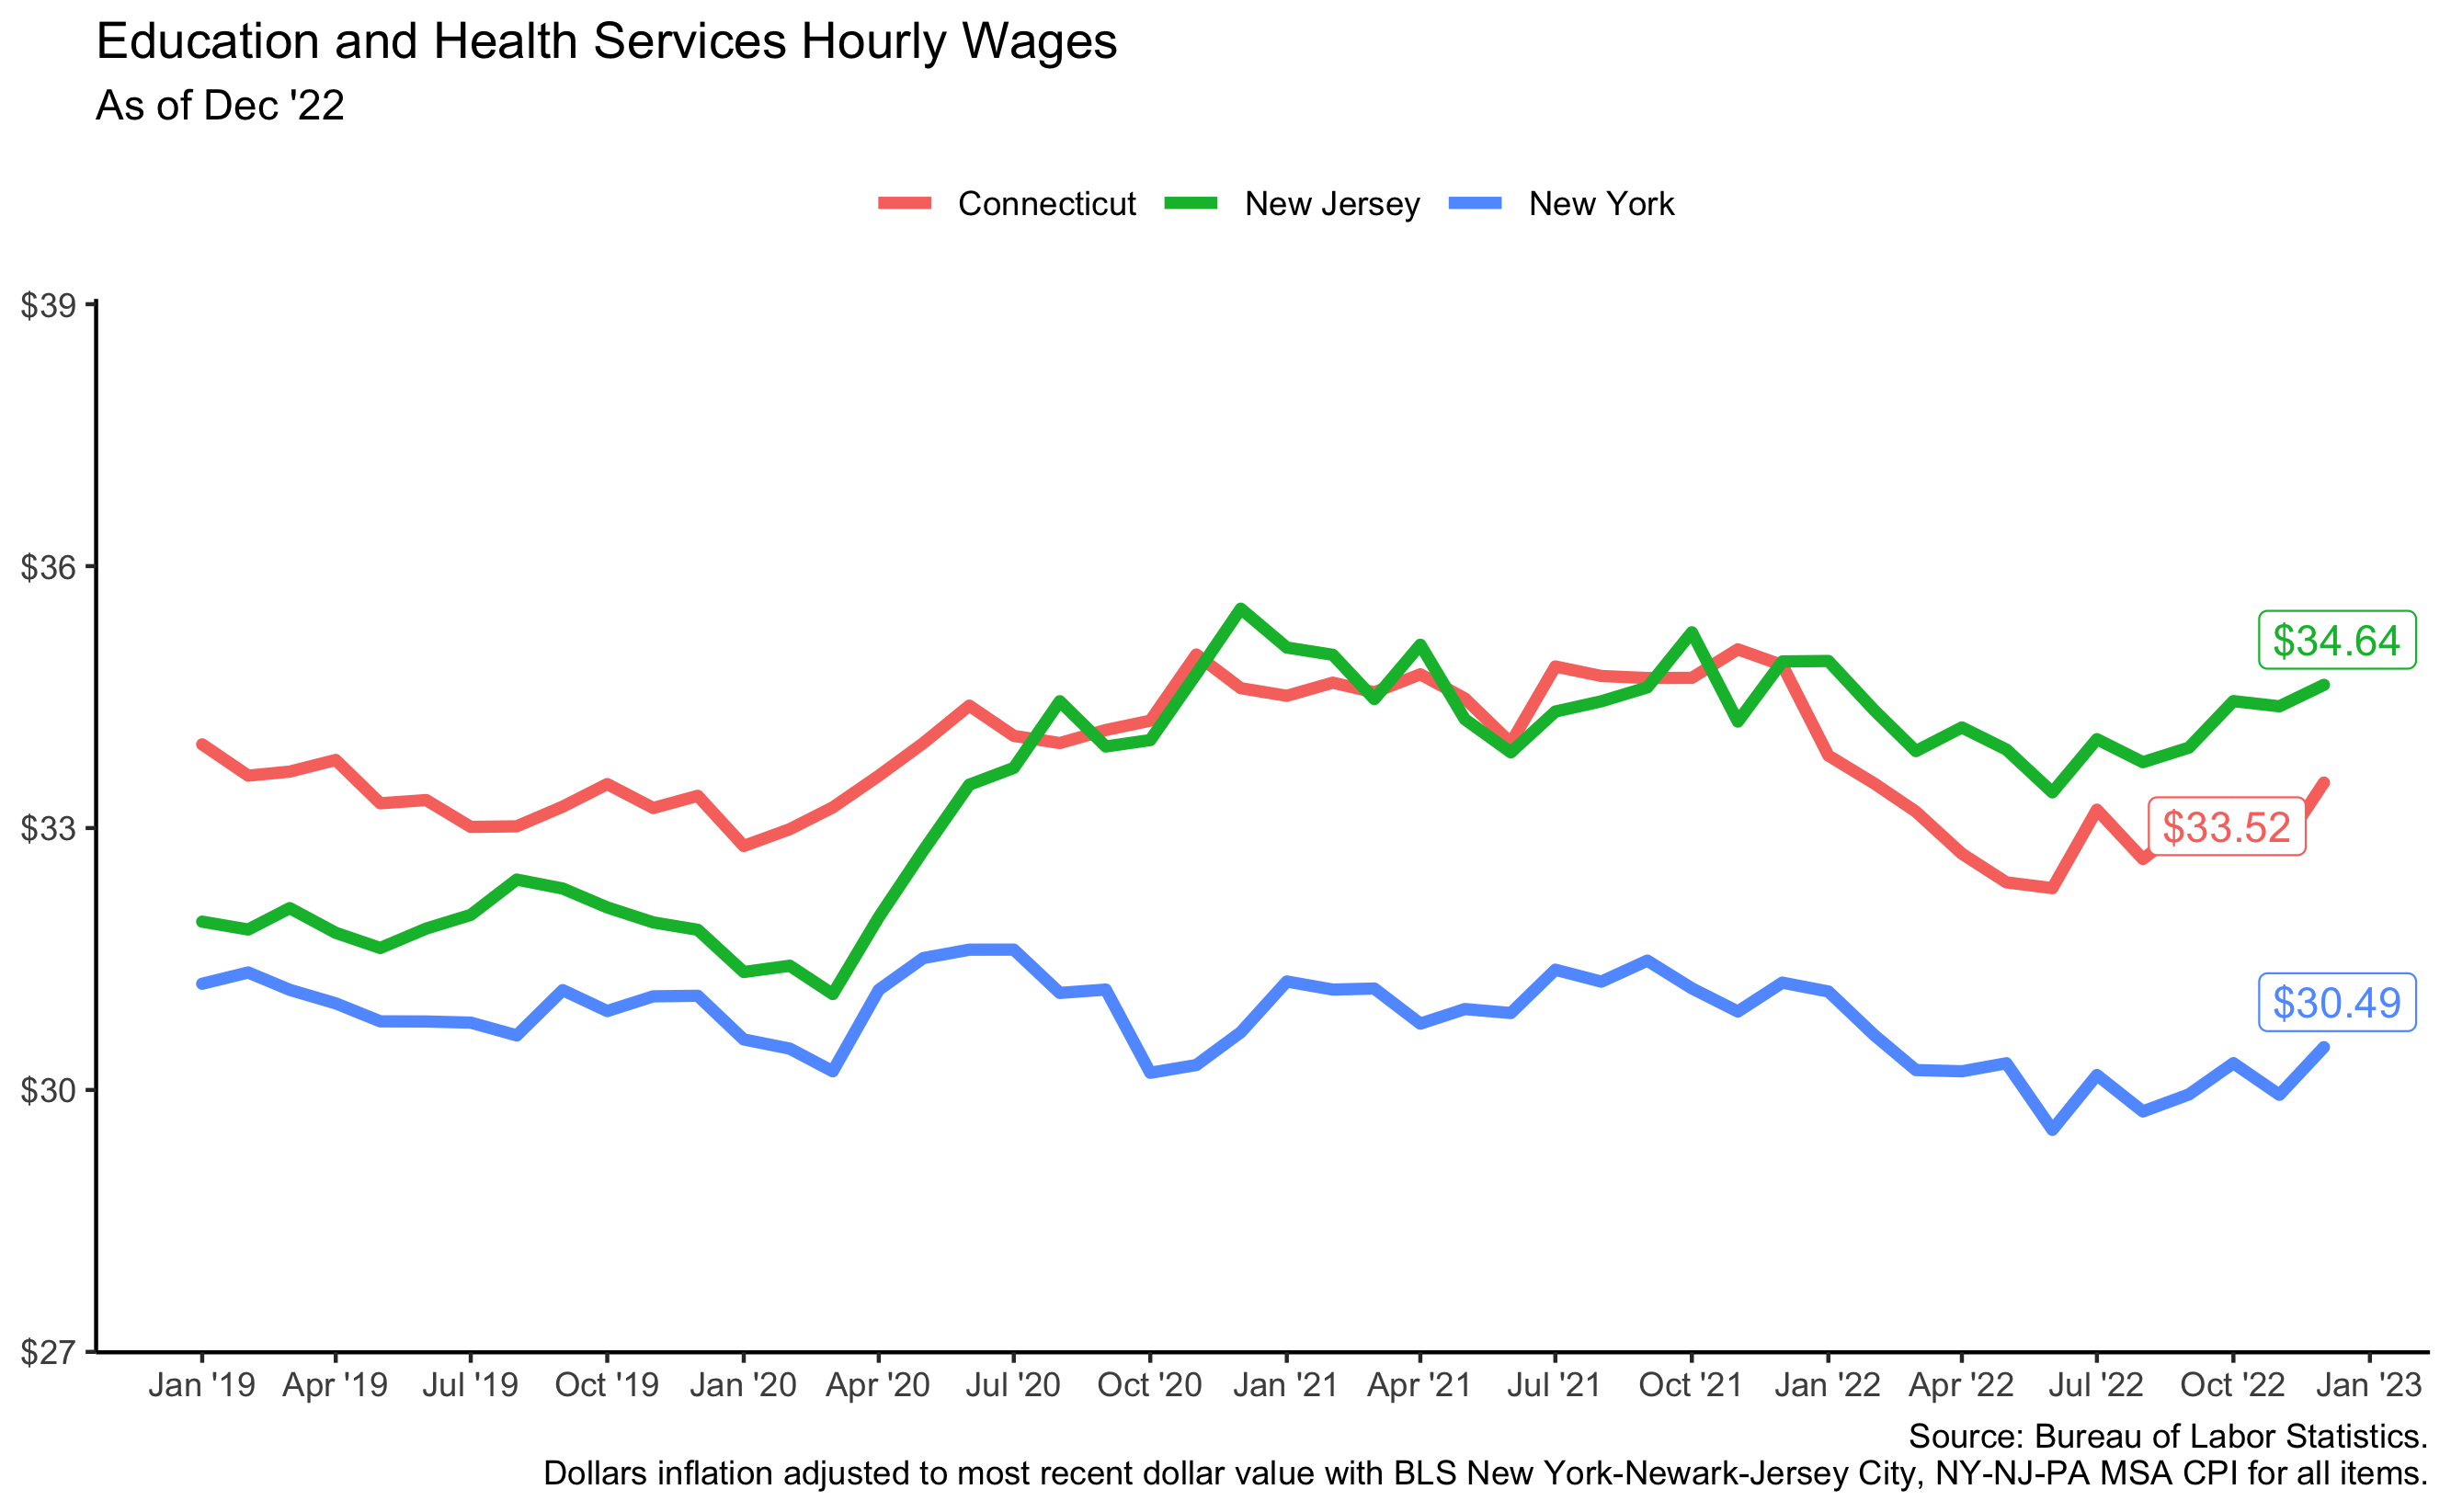 Education and Health Services Hourly Wages
As of Dec '22
Connecticut New Jersey New York
$39
$36
$33
$30
$27
$34.64
$33.52
$30.49
Jan '19 Apr '19 Jul '19 Oct '19 Jan '20 Apr '20 Jul '20 Oct '20 Jan '21 Apr '21 Jul '21 Oct '21 Jan '22 Apr '22 Jul '22 Oct '22 Jan '23
Source: Bureau of Labor Statistics.
Dollars inflation adjusted to most recent dollar value with BLS New York-Newark-Jersey City, NY-NJ-PA MSA CPI for all items.